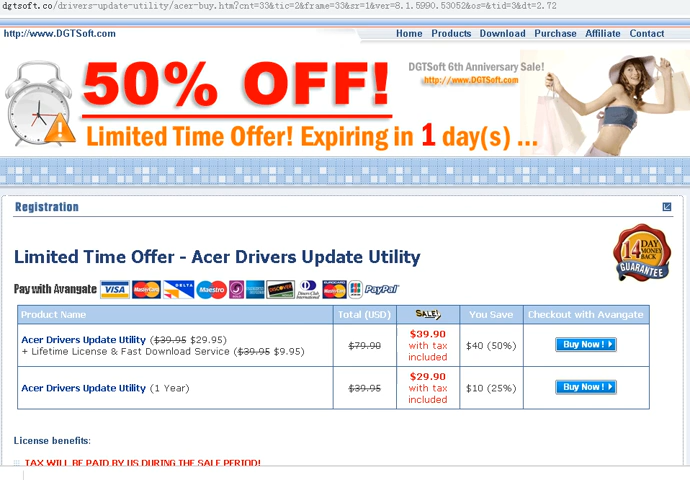 dgtsoft.co/drivers-update-utility/acer-buy.htm?cnt=33&tic=2&frame=33&sr=1&ver=8.1.5990.53052&os=&tid=3&dt=2.72
http://www.DGTSoft.com
Home Products Download Purchase Affiliate Contact
50% OFF!
DGTSoft 6th Anniversary Sale!
http://www.DGTSoft.com
Limited Time Offer! Expiring in 1 day(s) ...
Registration
Limited Time Offer - Acer Drivers Update Utility
14 DAY MONEY BACK GUARANTEE
Pay with Avangate VISA MasterCard DELTA Maestro DISCOVER Diners Club International EUROCARD JCB PayPal
Product Name Total (USD) SALE! You Save Checkout with Avangate
Acer Drivers Update Utility ($39.95 $29.95)
+ Lifetime License & Fast Download Service ($39.95 $9.95)
$79.90
$39.90
with tax
included
$40 (50%)
Buy Now !
Acer Drivers Update Utility (1 Year)
$39.95
$29.90
with tax
included
$10 (25%)
Buy Now !
License benefits:
TAX WILL BE PAID BY US DURING THE SALE PERIOD!